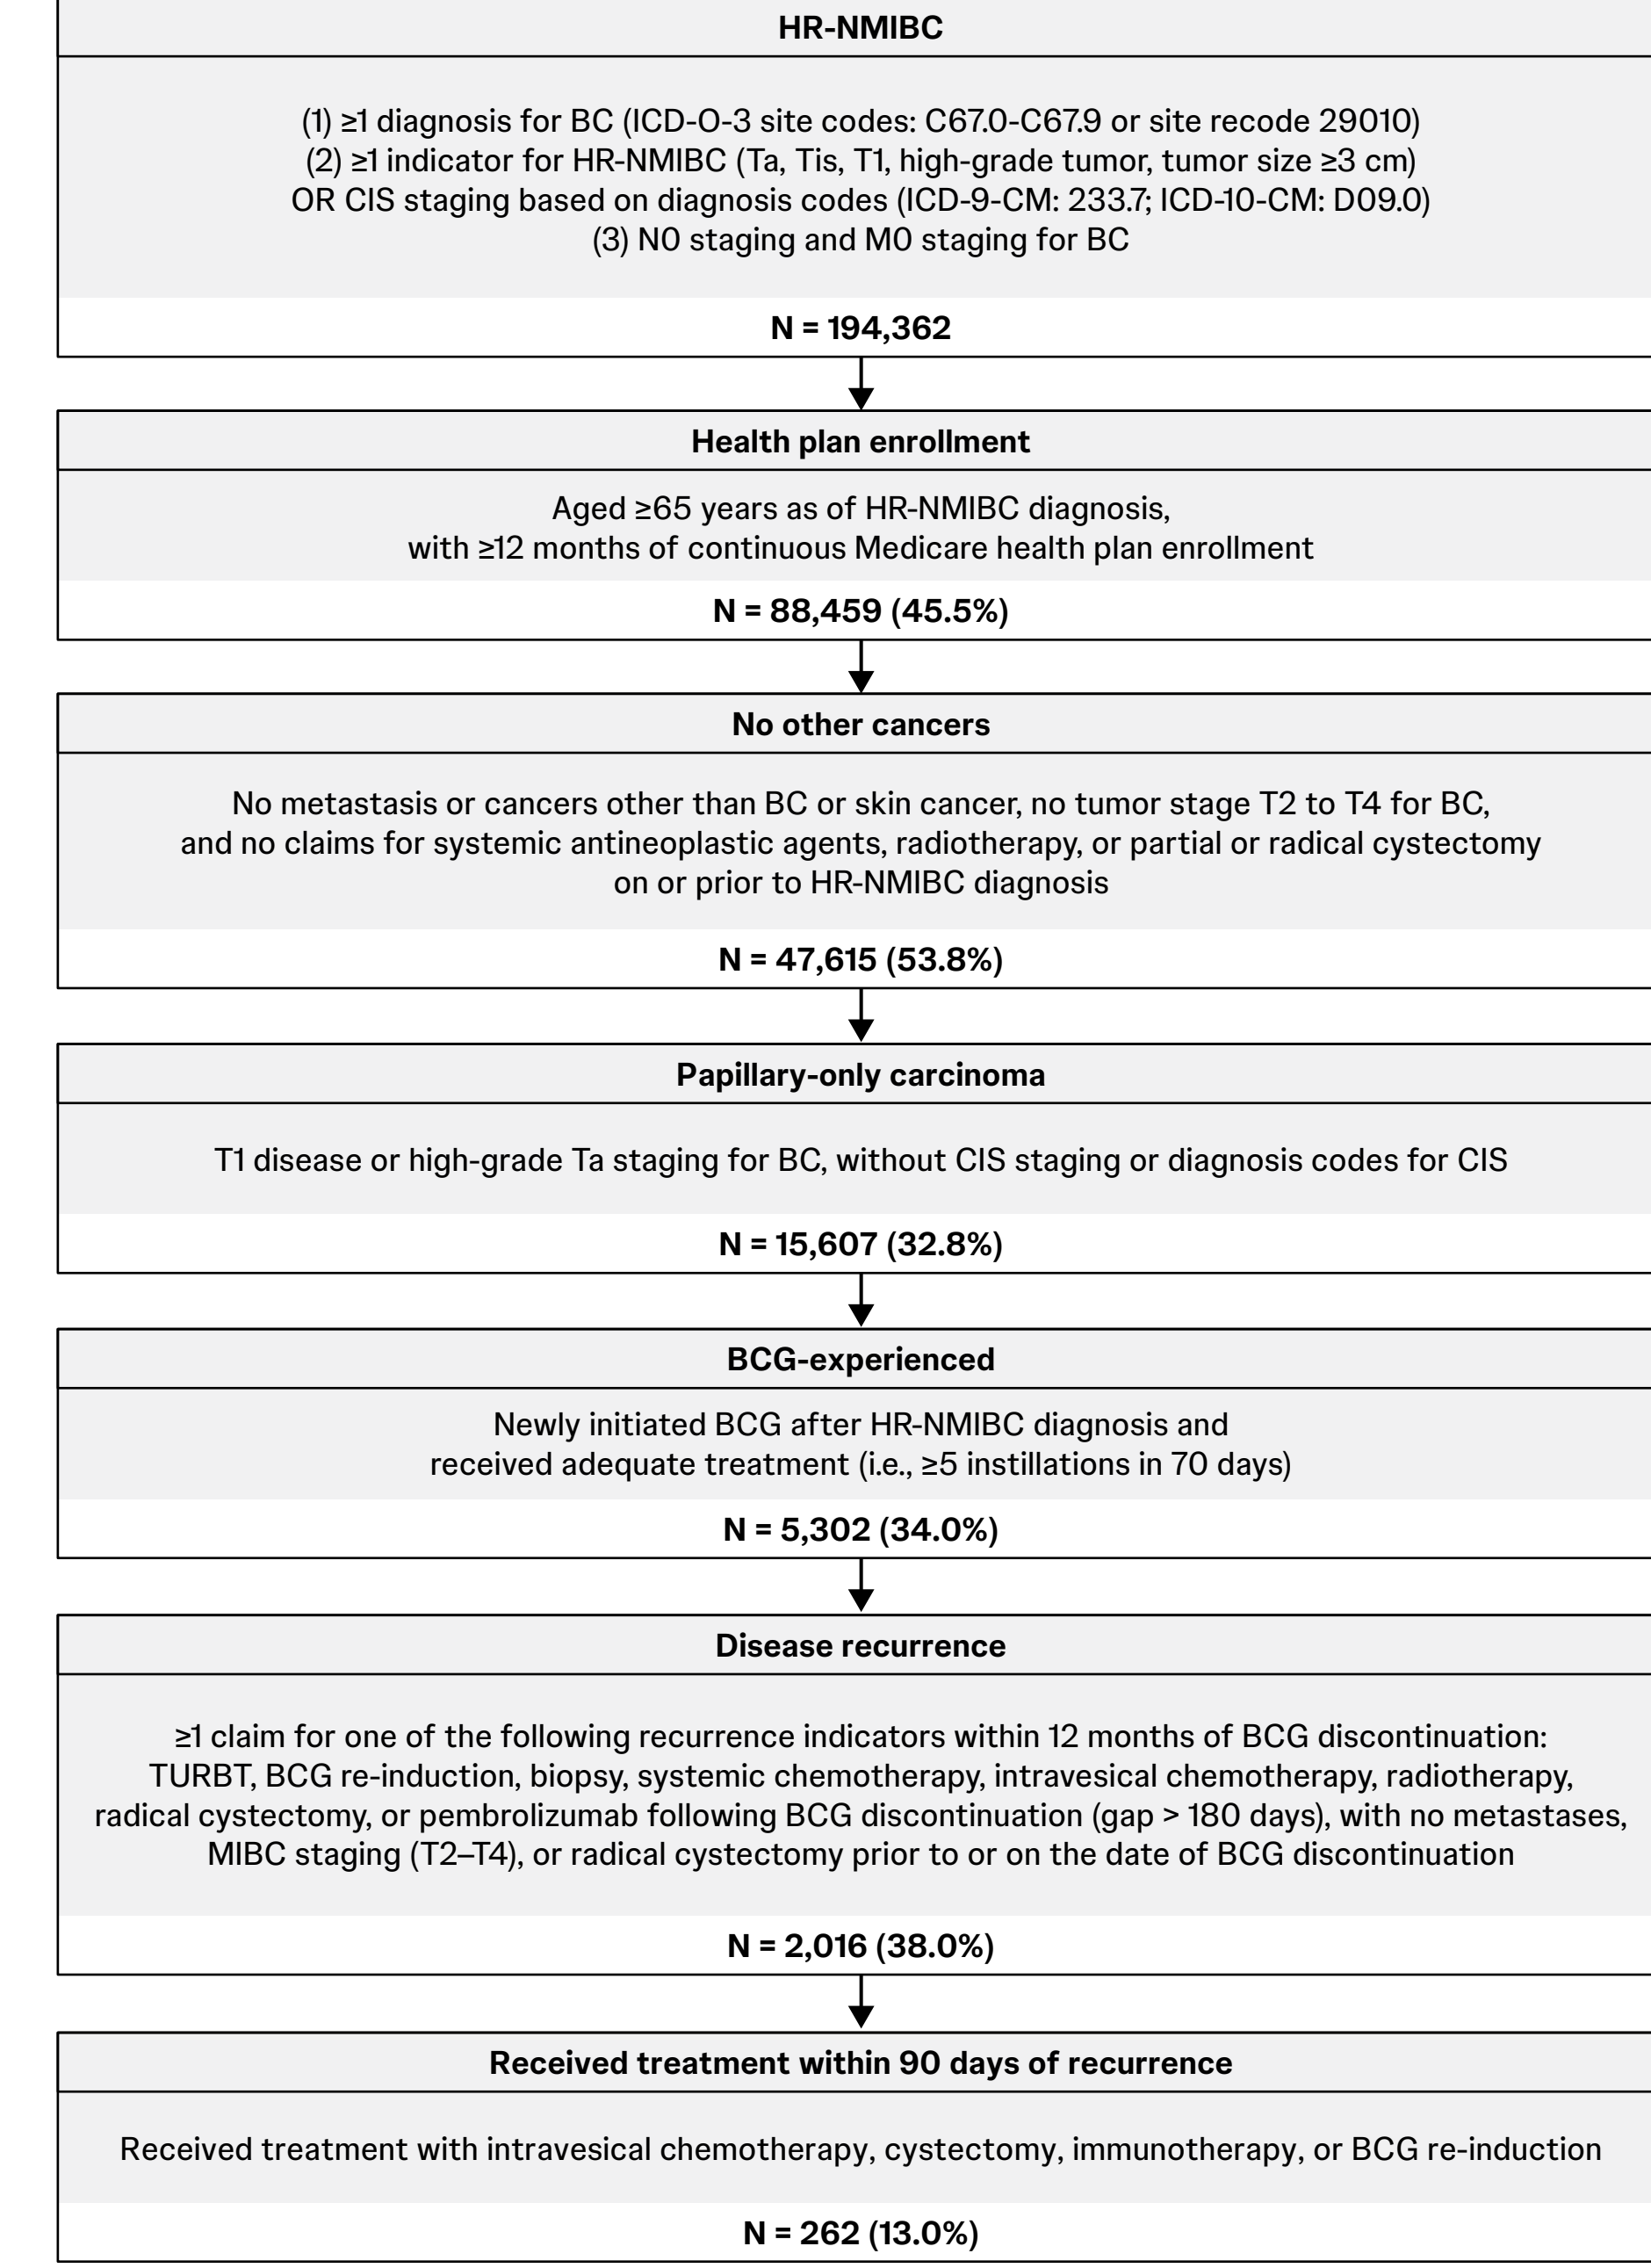 HR-NMIBC
(1) ≥1 diagnosis for BC (ICD-O-3 site codes: C67.0-C67.9 or site recode 29010)
(2) ≥1 indicator for HR-NMIBC (Ta, Tis, T1, high-grade tumor, tumor size ≥3 cm)
OR CIS staging based on diagnosis codes (ICD-9-CM: 233.7; ICD-10-CM: D09.0)
(3) N0 staging and M0 staging for BC
N = 194,362
Health plan enrollment
Aged ≥65 years as of HR-NMIBC diagnosis,
with ≥12 months of continuous Medicare health plan enrollment
N = 88,459 (45.5%)
No other cancers
No metastasis or cancers other than BC or skin cancer, no tumor stage T2 to T4 for BC,
and no claims for systemic antineoplastic agents, radiotherapy, or partial or radical cystectomy
on or prior to HR-NMIBC diagnosis
N = 47,615 (53.8%)
Papillary-only carcinoma
T1 disease or high-grade Ta staging for BC, without CIS staging or diagnosis codes for CIS
N = 15,607 (32.8%)
BCG-experienced
Newly initiated BCG after HR-NMIBC diagnosis and
received adequate treatment (i.e., ≥5 instillations in 70 days)
N = 5,302 (34.0%)
Disease recurrence
≥1 claim for one of the following recurrence indicators within 12 months of BCG discontinuation:
TURBT, BCG re-induction, biopsy, systemic chemotherapy, intravesical chemotherapy, radiotherapy,
radical cystectomy, or pembrolizumab following BCG discontinuation (gap > 180 days), with no metastases,
MIBC staging (T2–T4), or radical cystectomy prior to or on the date of BCG discontinuation
N = 2,016 (38.0%)
Received treatment within 90 days of recurrence
Received treatment with intravesical chemotherapy, cystectomy, immunotherapy, or BCG re-induction
N = 262 (13.0%)